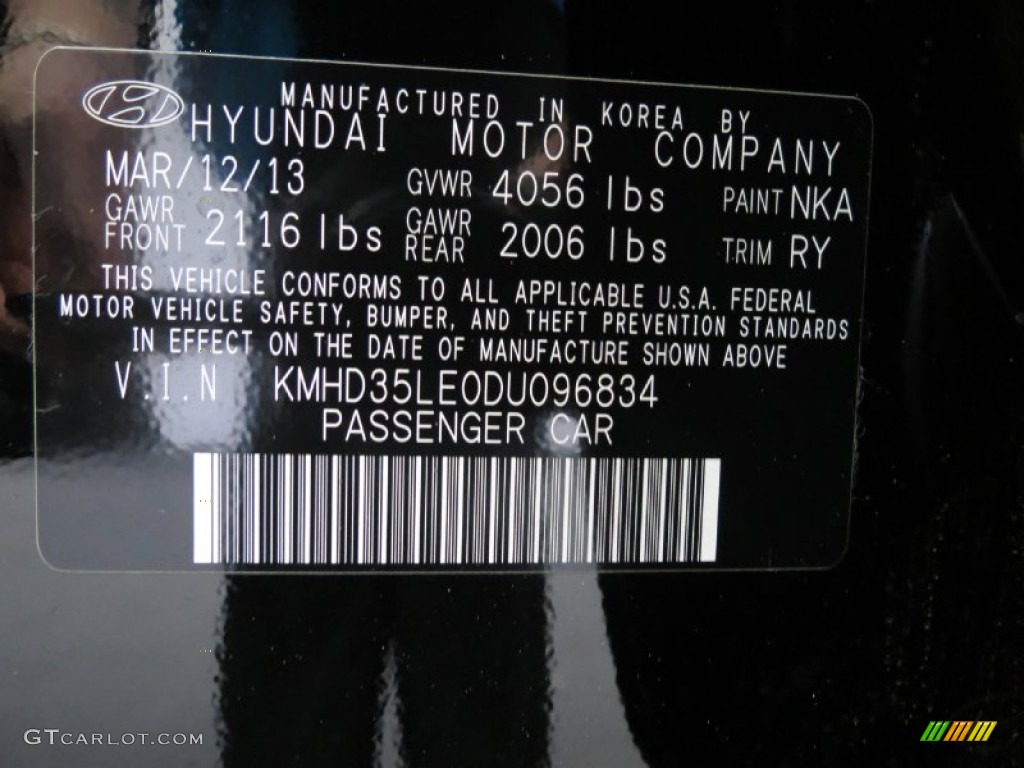 MANUFACTURED IN KOREA BY
HYUNDAI MOTOR COMPANY
MAR/12/13 GVWR 4056 lbs PAINT NKA
GAWR FRONT 2116 lbs GAWR REAR 2006 lbs TRIM RY
THIS VEHICLE CONFORMS TO ALL APPLICABLE U.S.A. FEDERAL
MOTOR VEHICLE SAFETY, BUMPER, AND THEFT PREVENTION STANDARDS
IN EFFECT ON THE DATE OF MANUFACTURE SHOWN ABOVE
V.I.N KMHD35LE0DU096834
PASSENGER CAR
GTCARLOT.COM